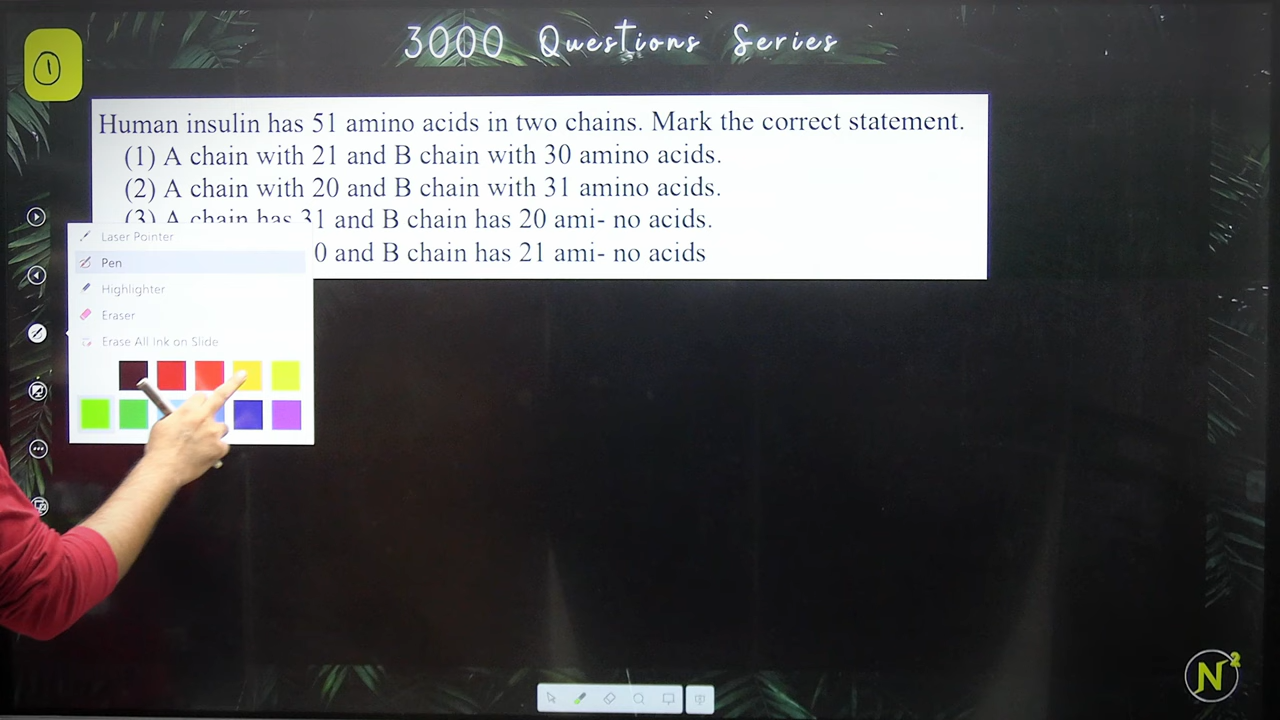 1
3000 Questions Series
Human insulin has 51 amino acids in two chains. Mark the correct statement.
(1) A chain with 21 and B chain with 30 amino acids.
(2) A chain with 20 and B chain with 31 amino acids.
(3) A chain has 31 and B chain has 20 ami- no acids.
0 and B chain has 21 ami- no acids
Laser Pointer
Pen
Highlighter
Eraser
Erase All Ink on Slide
N2